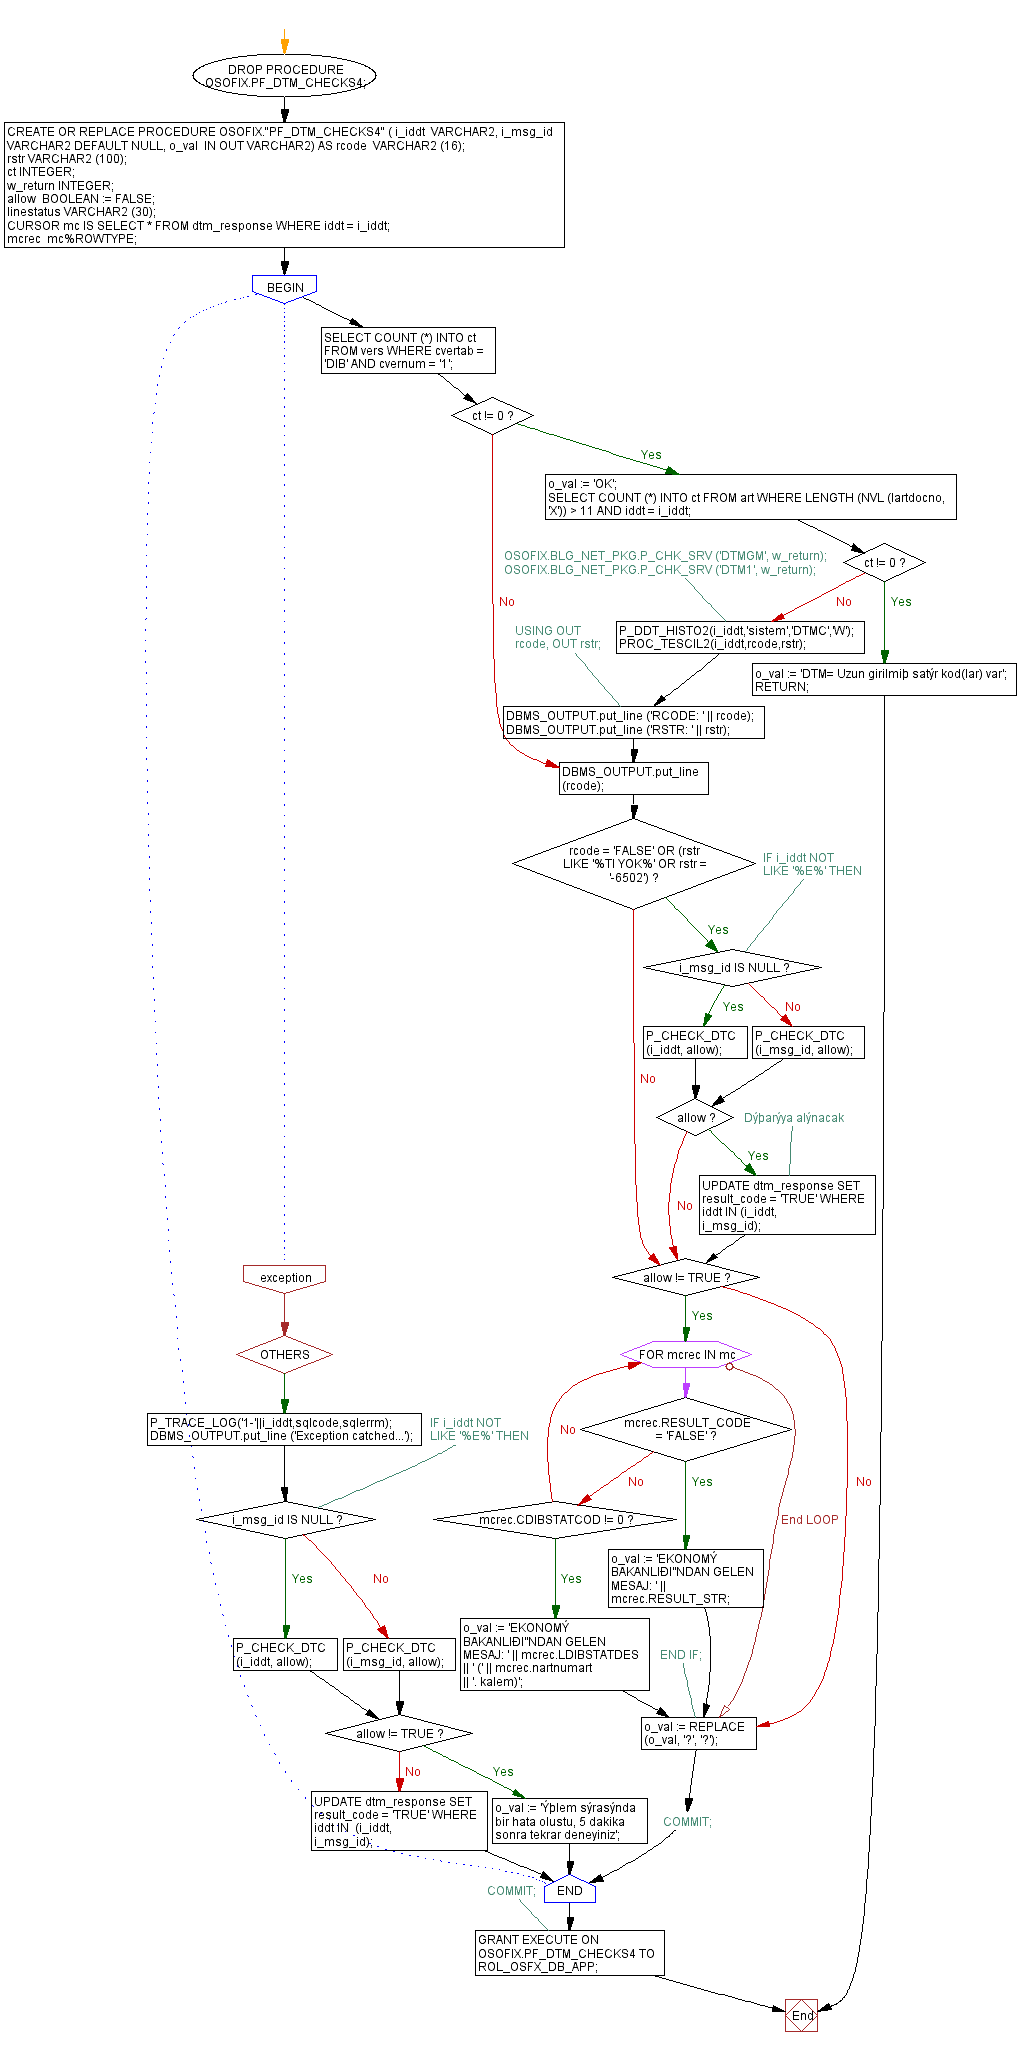 DROP PROCEDURE
OSOFIX.PF_DTM_CHECKS4;
CREATE OR REPLACE PROCEDURE OSOFIX."PF_DTM_CHECKS4" ( i_iddt  VARCHAR2, i_msg_id
VARCHAR2 DEFAULT NULL, o_val  IN OUT VARCHAR2) AS rcode  VARCHAR2 (16);
rstr VARCHAR2 (100);
ct INTEGER;
w_return INTEGER;
allow  BOOLEAN := FALSE;
linestatus VARCHAR2 (30);
CURSOR mc IS SELECT * FROM dtm_response WHERE iddt = i_iddt;
mcrec  mc%ROWTYPE;
BEGIN
SELECT COUNT (*) INTO ct
FROM vers WHERE cvertab =
'DIB' AND cvernum = '1';
ct != 0 ?
Yes
o_val := 'OK';
SELECT COUNT (*) INTO ct FROM art WHERE LENGTH (NVL (lartdocno,
'X')) > 11 AND iddt = i_iddt;
OSOFIX.BLG_NET_PKG.P_CHK_SRV ('DTMGM', w_return);
OSOFIX.BLG_NET_PKG.P_CHK_SRV ('DTM1', w_return);
ct != 0 ?
No
No
Yes
USING OUT
rcode, OUT rstr;
P_DDT_HISTO2(i_iddt,'sistem','DTMC','W');
PROC_TESCIL2(i_iddt,rcode,rstr);
o_val := 'DTM= Uzun girilmiþ satýr kod(lar) var';
RETURN;
DBMS_OUTPUT.put_line ('RCODE: ' || rcode);
DBMS_OUTPUT.put_line ('RSTR: ' || rstr);
DBMS_OUTPUT.put_line
(rcode);
rcode = 'FALSE' OR (rstr
LIKE '%TI YOK%' OR rstr =
'-6502') ?
IF i_iddt NOT
LIKE '%E%' THEN
Yes
i_msg_id IS NULL ?
Yes
No
P_CHECK_DTC
(i_iddt, allow);
P_CHECK_DTC
(i_msg_id, allow);
No
allow ?
Dýþarýya alýnacak
Yes
UPDATE dtm_response SET
result_code = 'TRUE' WHERE
iddt IN (i_iddt,
i_msg_id);
No
exception
allow != TRUE ?
Yes
OTHERS
FOR mcrec IN mc
P_TRACE_LOG('1-'||i_iddt,sqlcode,sqlerrm);
DBMS_OUTPUT.put_line ('Exception catched...');
IF i_iddt NOT
LIKE '%E%' THEN
No
mcrec.RESULT_CODE
= 'FALSE' ?
No
Yes
No
i_msg_id IS NULL ?
mcrec.CDIBSTATCOD != 0 ?
End LOOP
Yes
No
Yes
o_val := 'EKONOMÝ
BAKANLIÐI''NDAN GELEN
MESAJ: ' ||
mcrec.RESULT_STR;
P_CHECK_DTC
(i_iddt, allow);
P_CHECK_DTC
(i_msg_id, allow);
o_val := 'EKONOMÝ
BAKANLIÐI''NDAN GELEN
MESAJ: ' || mcrec.LDIBSTATDES
|| ' (' || mcrec.nartnumart
|| '. kalem)';
END IF;
allow != TRUE ?
o_val := REPLACE
(o_val, '?', '?');
No
Yes
UPDATE dtm_response SET
result_code = 'TRUE' WHERE
iddt IN  (i_iddt,
i_msg_id);
o_val := 'Ýþlem sýrasýnda
bir hata olustu, 5 dakika
sonra tekrar deneyiniz';
COMMIT;
COMMIT;
END
GRANT EXECUTE ON
OSOFIX.PF_DTM_CHECKS4 TO
ROL_OSFX_DB_APP;
End